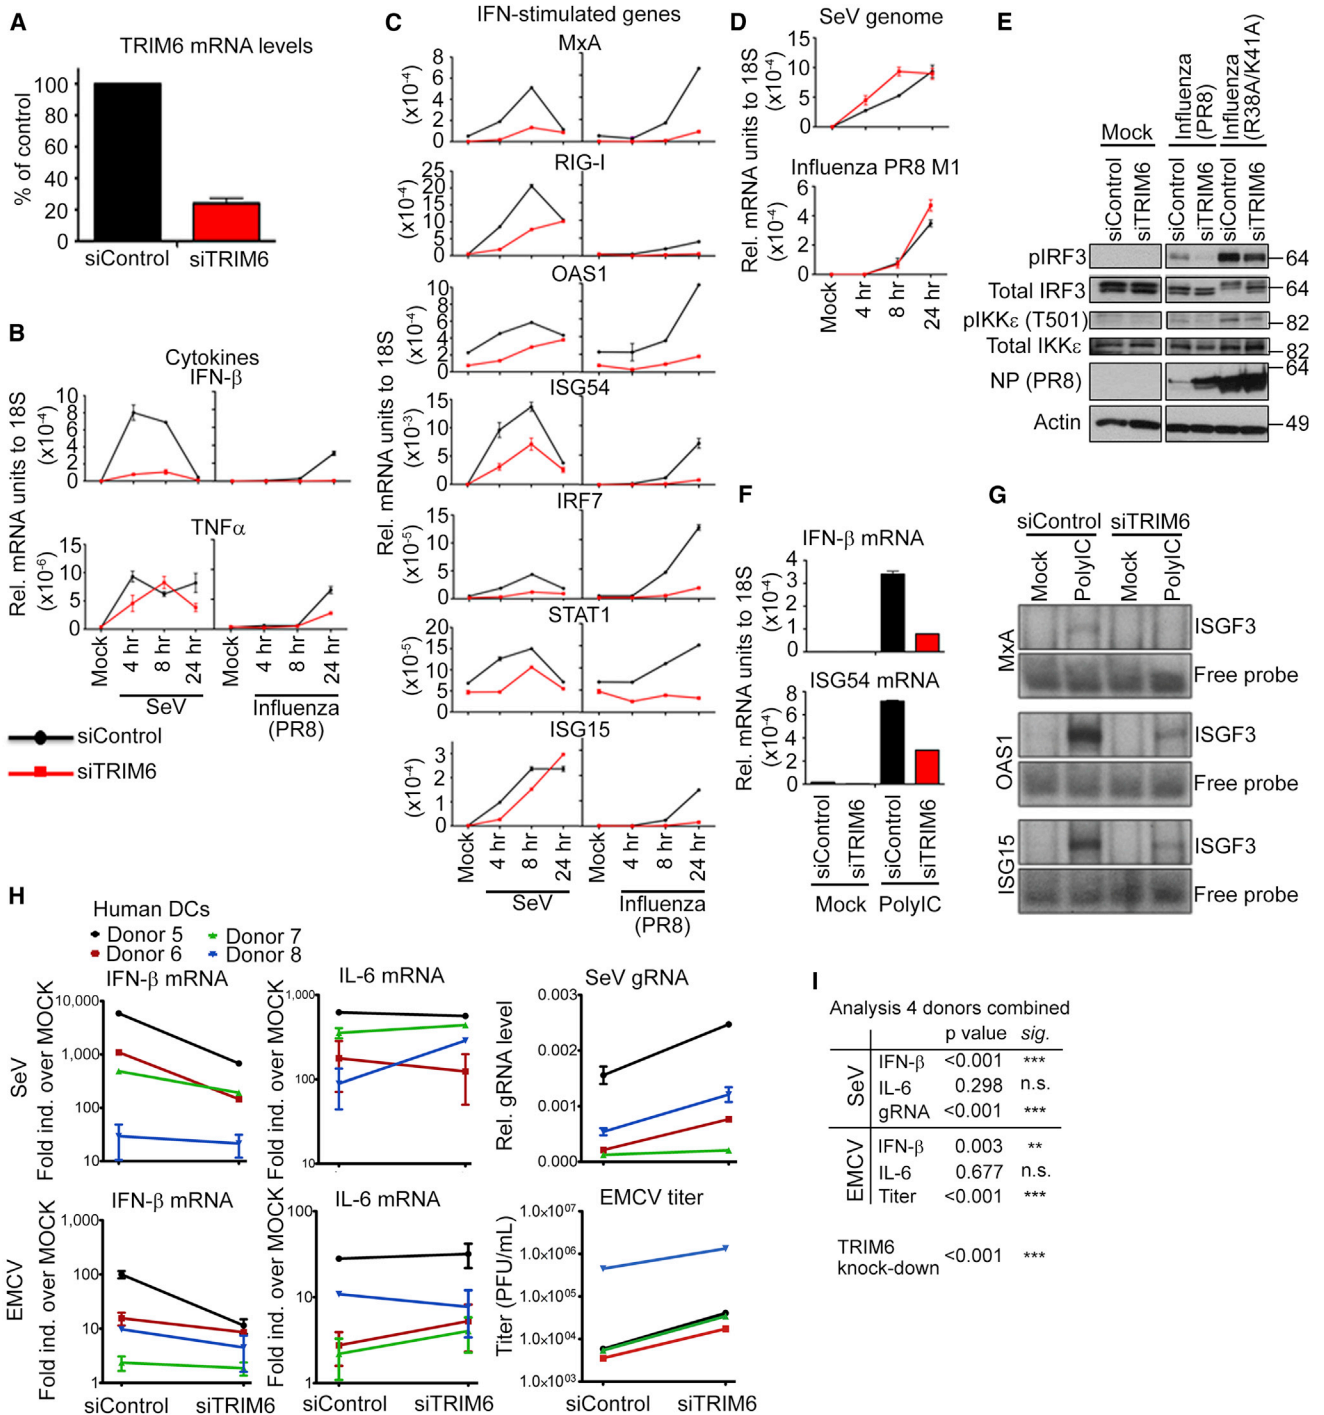 A
TRIM6 mRNA levels
% of control
100
80
60
40
20
0
siControl
siTRIM6
B
Cytokines
IFN-β
Rel. mRNA units to 18S
(x10⁻⁴)
10
8
6
4
2
0
TNFα
(x10⁻⁶)
15
10
5
0
Mock
4 hr
8 hr
24 hr
Mock
4 hr
8 hr
24 hr
SeV
Influenza
(PR8)
siControl
siTRIM6
C
IFN-stimulated genes
Rel. mRNA units to 18S
MxA
(x10⁻⁴)
8
6
4
2
0
RIG-I
(x10⁻⁴)
25
20
15
10
5
0
OAS1
(x10⁻⁴)
10
8
6
4
2
0
ISG54
(x10⁻³)
15
10
5
0
IRF7
(x10⁻⁵)
15
10
5
0
STAT1
(x10⁻⁵)
20
15
10
5
0
ISG15
(x10⁻⁴)
3
2
1
0
Mock
4 hr
8 hr
24 hr
Mock
4 hr
8 hr
24 hr
SeV
Influenza
(PR8)
D
SeV genome
Rel. mRNA units to 18S
(x10⁻⁴)
15
10
5
0
Influenza PR8 M1
(x10⁻⁴)
6
4
2
0
Mock
4 hr
8 hr
24 hr
E
Mock
Influenza
(PR8)
Influenza
(R38A/K41A)
siControl
siTRIM6
siControl
siTRIM6
siControl
siTRIM6
pIRF3
64
Total IRF3
64
pIKKε (T501)
82
Total IKKε
82
64
NP (PR8)
Actin
49
F
IFN-β mRNA
Rel. mRNA units to 18S
(x10⁻⁴)
4
3
2
1
0
ISG54 mRNA
(x10⁻⁴)
8
6
4
2
0
siControl
siTRIM6
siControl
siTRIM6
Mock
PolyIC
G
siControl
siTRIM6
Mock
PolyIC
Mock
PolyIC
MxA
ISGF3
Free probe
OAS1
ISGF3
Free probe
ISG15
ISGF3
Free probe
H
Human DCs
Donor 5
Donor 7
Donor 6
Donor 8
SeV
IFN-β mRNA
Fold ind. over MOCK
10,000
1,000
100
10
IL-6 mRNA
Fold ind. over MOCK
1,000
100
10
SeV gRNA
Rel. gRNA level
0.003
0.002
0.001
0.000
EMCV
IFN-β mRNA
Fold ind. over MOCK
1,000
100
10
1
siControl
siTRIM6
IL-6 mRNA
Fold ind. over MOCK
100
10
1
siControl
siTRIM6
EMCV titer
Titer (PFU/mL)
1.0×10⁰⁷
1.0×10⁰⁶
1.0×10⁰⁵
1.0×10⁰⁴
1.0×10⁰³
siControl
siTRIM6
I
Analysis 4 donors combined
p value sig.
SeV
IFN-β <0.001 ***
IL-6 0.298 n.s.
gRNA <0.001 ***
EMCV
IFN-β 0.003 **
IL-6 0.677 n.s.
Titer <0.001 ***
TRIM6
knock-down <0.001 ***